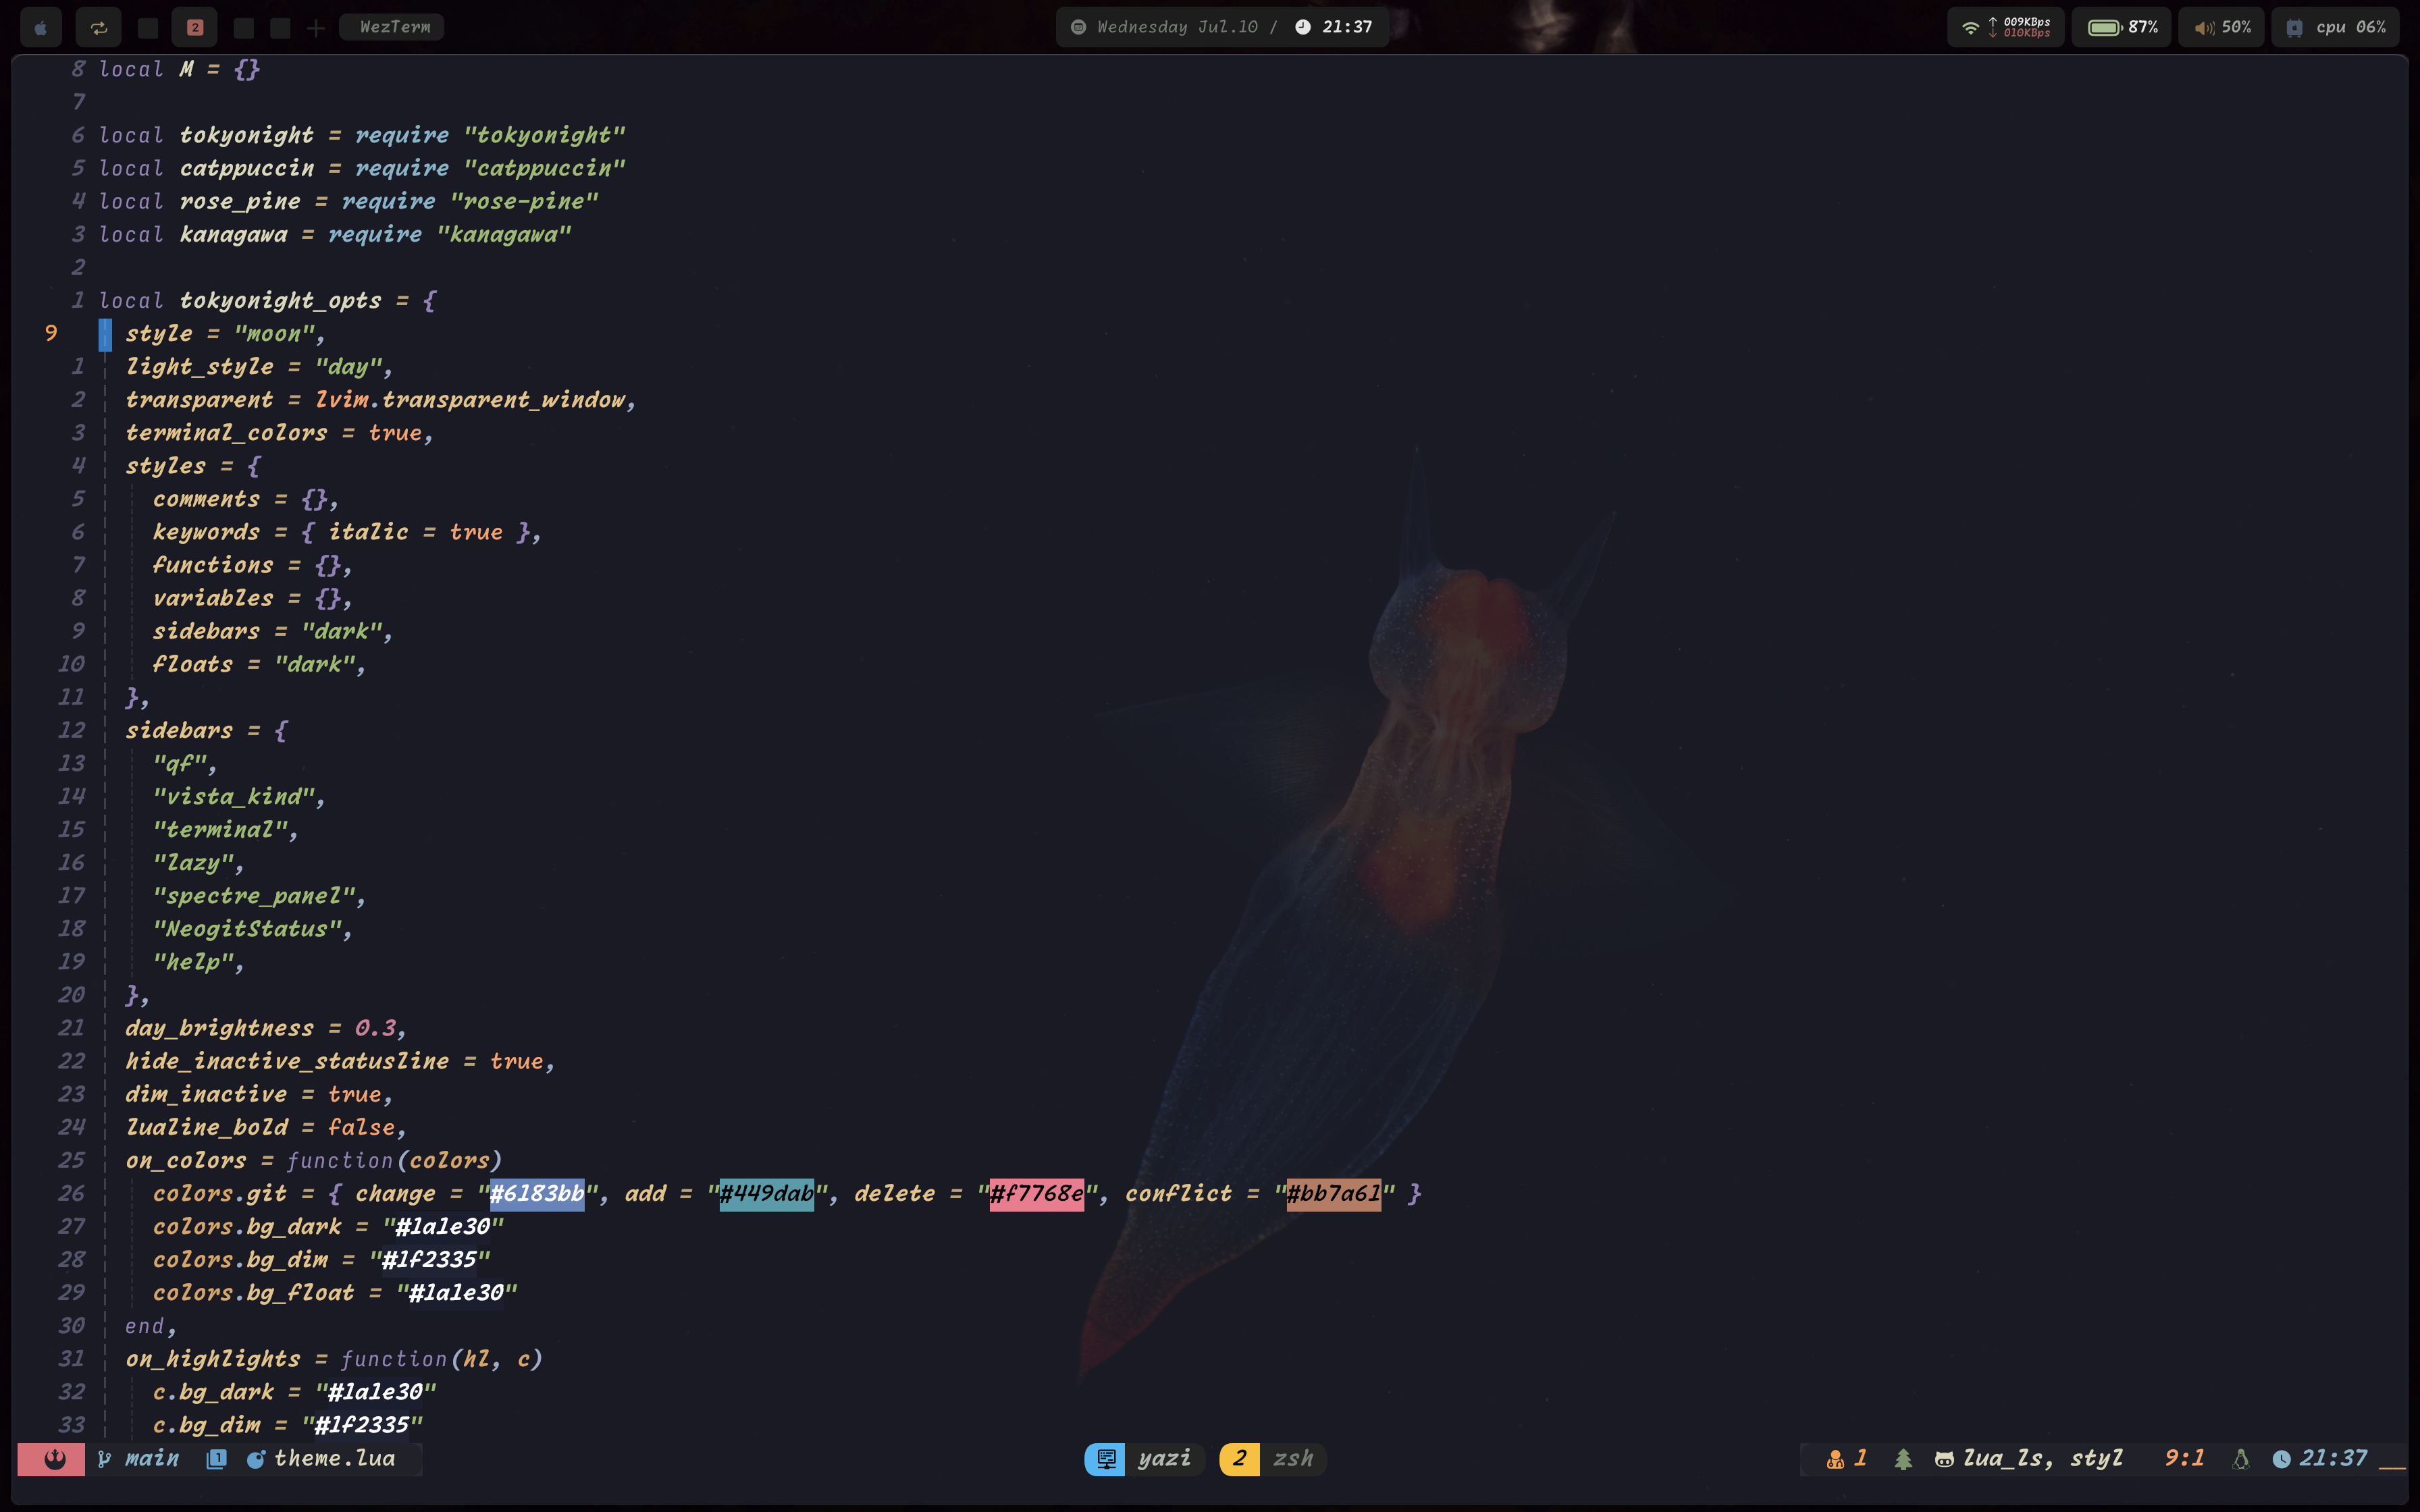 2 WezTerm Wednesday Jul.10 / 21:37 009KBps 010KBps 87% 50% cpu 06%
8 local M = {}
7
6 local tokyonight = require "tokyonight"
5 local catppuccin = require "catppuccin"
4 local rose_pine = require "rose-pine"
3 local kanagawa = require "kanagawa"
2
1 local tokyonight_opts = {
9 style = "moon",
1 light_style = "day",
2 transparent = lvim.transparent_window,
3 terminal_colors = true,
4 styles = {
5 comments = {},
6 keywords = { italic = true },
7 functions = {},
8 variables = {},
9 sidebars = "dark",
10 floats = "dark",
11 },
12 sidebars = {
13 "qf",
14 "vista_kind",
15 "terminal",
16 "lazy",
17 "spectre_panel",
18 "NeogitStatus",
19 "help",
20 },
21 day_brightness = 0.3,
22 hide_inactive_statusline = true,
23 dim_inactive = true,
24 lualine_bold = false,
25 on_colors = function(colors)
26 colors.git = { change = "#6183bb", add = "#449dab", delete = "#f7768e", conflict = "#bb7a61" }
27 colors.bg_dark = "#1a1e30"
28 colors.bg_dim = "#1f2335"
29 colors.bg_float = "#1a1e30"
30 end,
31 on_highlights = function(hl, c)
32 c.bg_dark = "#1a1e30"
33 c.bg_dim = "#1f2335"
main 1 theme.lua yazi 2 zsh 1 lua_ls, styl 9:1 21:37 __